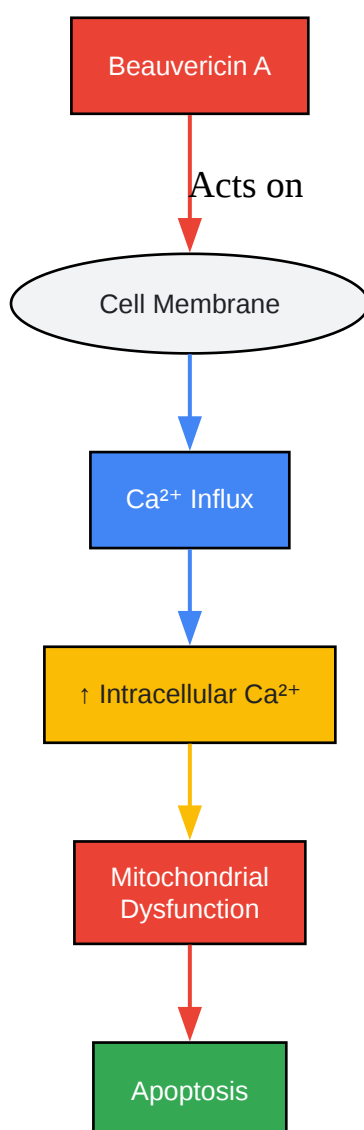 Beauvericin A
Acts on
Cell Membrane
Ca²⁺ Influx
↑ Intracellular Ca²⁺
Mitochondrial
Dysfunction
Apoptosis